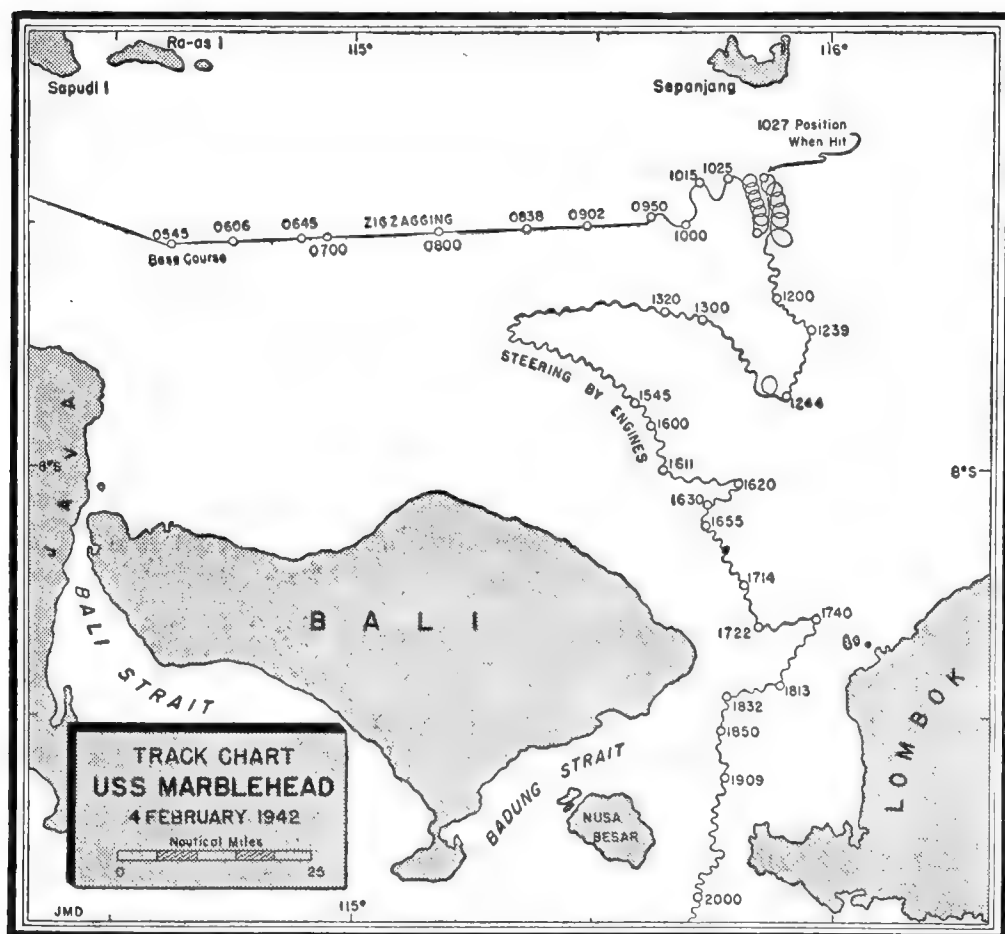 Ra-as I
115°
116°
Sapudi I
Sepanjang
1027 Position
When Hit
1015
1025
0545
0606
0645
ZIGZAGGING
0838
0902
0950
Base Course
0700
0800
1000
1200
1320
1300
1239
STEERING BY ENGINES
1545
1244
1600
8°S
1611
8°S
1620
1630
1655
JAVA
1714
BALI
1722
1740
BALI STRAIT
1813
1832
LOMBOK
1850
TRACK CHART
USS MARBLEHEAD
4 FEBRUARY 1942
Nautical Miles
0 25
BADUNG STRAIT
1909
NUSA
BESAR
2000
JMD
115°